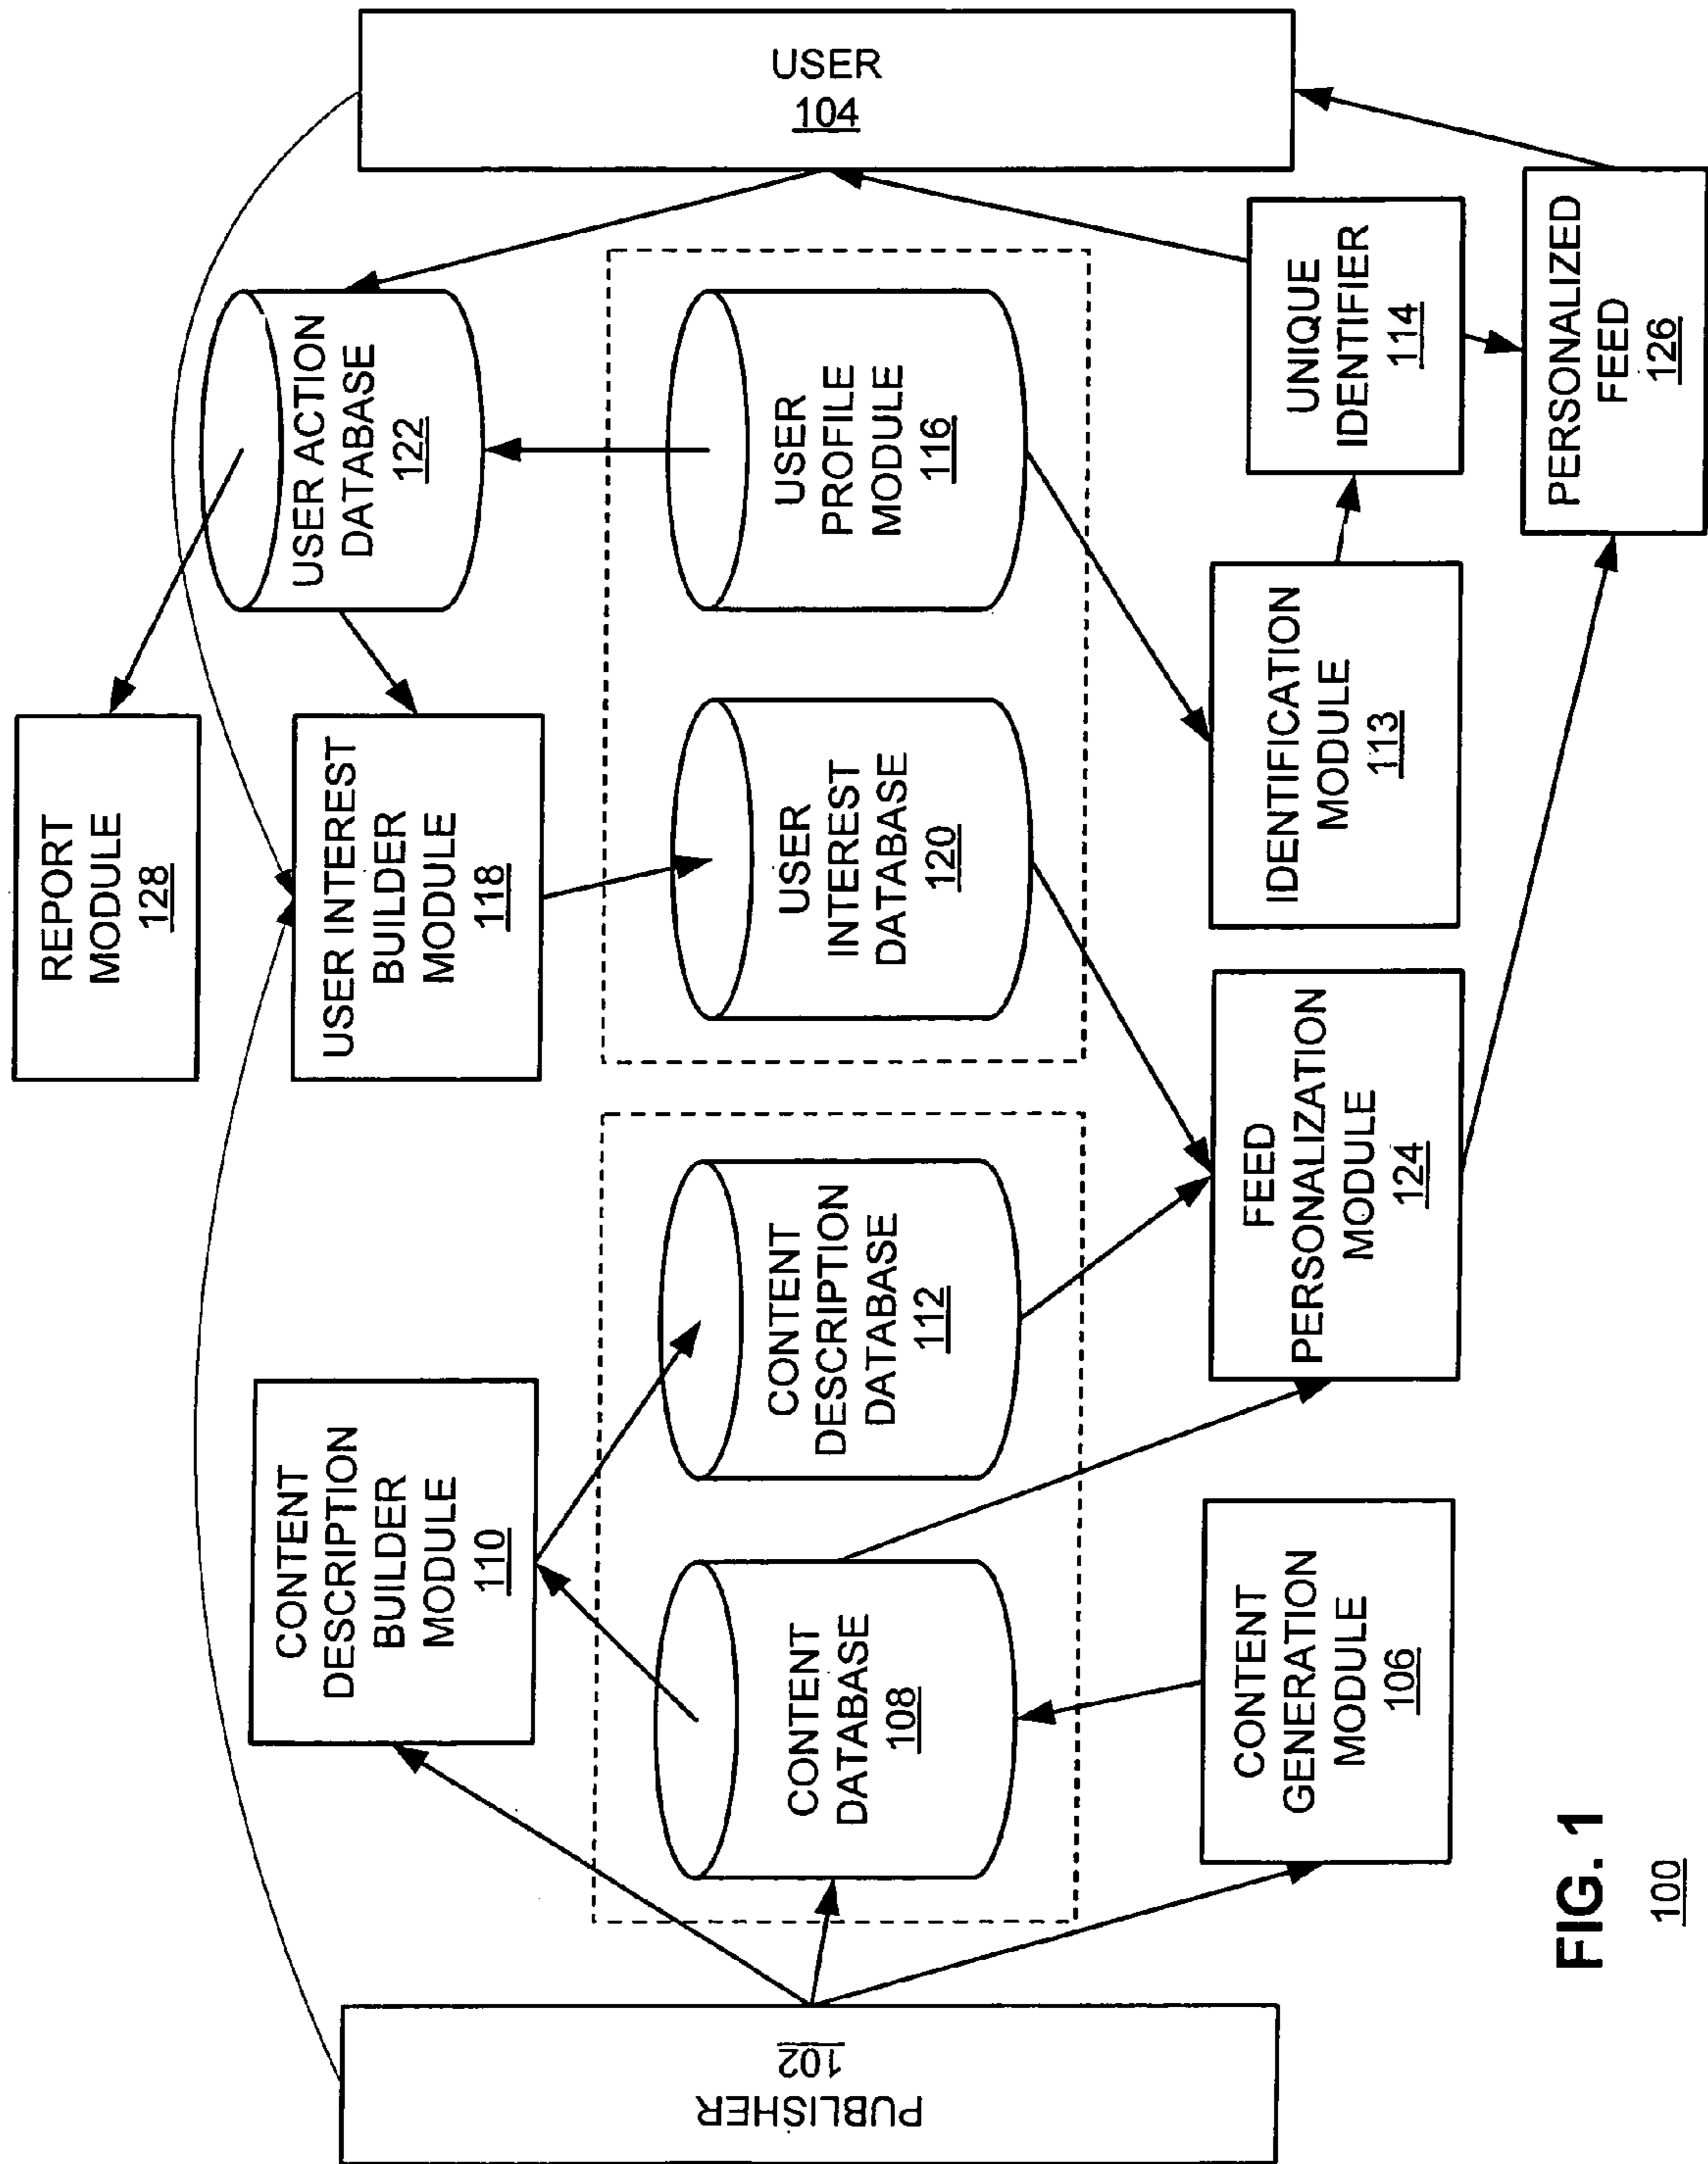 PUBLISHER
102
CONTENT
DESCRIPTION
BUILDER
MODULE
110
CONTENT
DATABASE
108
CONTENT
DESCRIPTION
DATABASE
112
CONTENT
GENERATION
MODULE
106
FEED
PERSONALIZATION
MODULE
124
REPORT
MODULE
128
USER INTEREST
BUILDER
MODULE
118
USER ACTION
DATABASE
122
USER
INTEREST
DATABASE
120
USER
PROFILE
MODULE
116
IDENTIFICATION
MODULE
113
UNIQUE
IDENTIFIER
114
PERSONALIZED
FEED
126
USER
104
FIG. 1
100